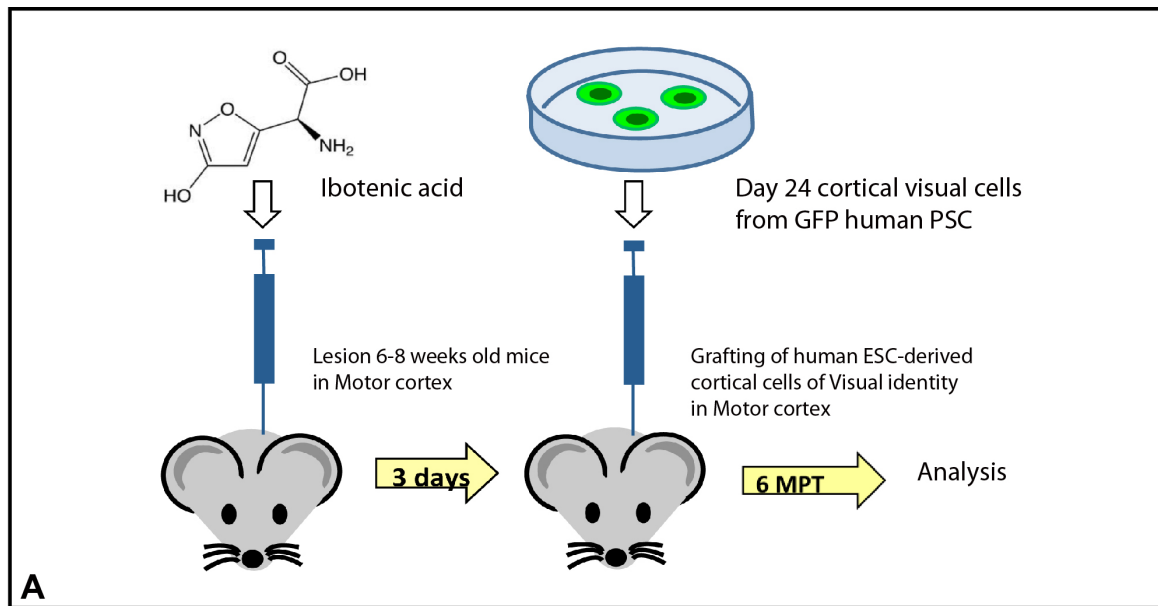 O
OH
O
N
NH2
HO
Ibotenic acid
Day 24 cortical visual cells
from GFP human PSC
Lesion 6-8 weeks old mice
in Motor cortex
Grafting of human ESC-derived
cortical cells of Visual identity
in Motor cortex
3 days
6 MPT
Analysis
A